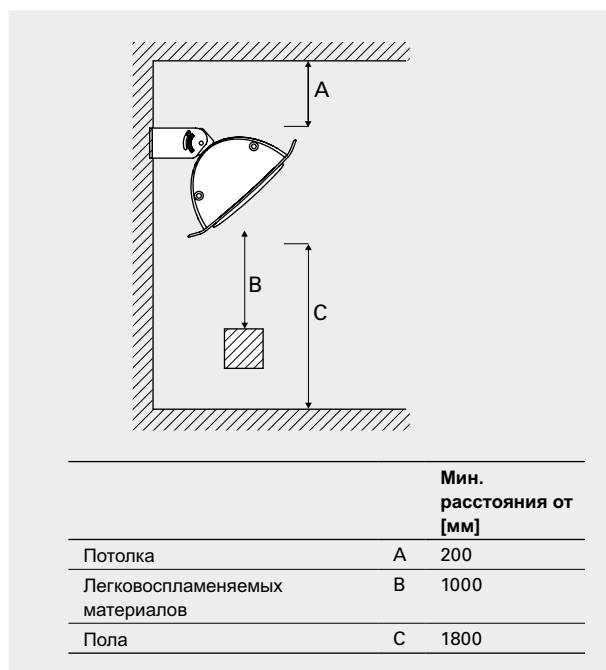 A
B
C
Мин.
расстояния от
[мм]
Потолка A 200
Легковоспламеняемых B 1000
материалов
Пола C 1800